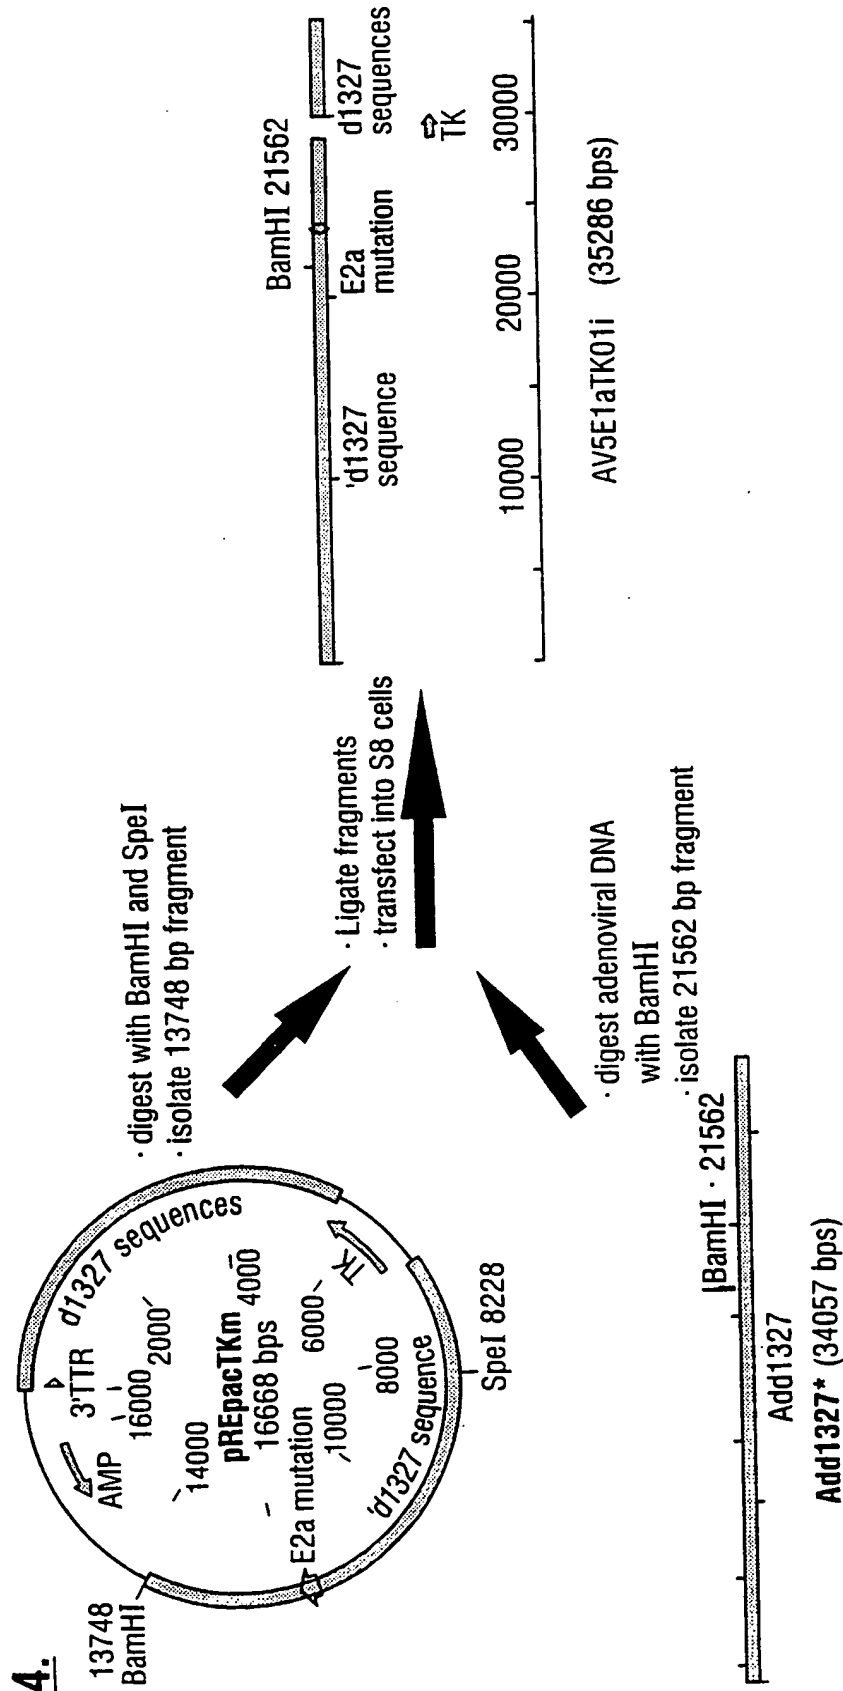 4.
13748
BamHI
AMP
3'TTR
d1327 sequences
16000
2000
14000
4000
pREpacTKm
16668 bps
6000
TK
E2a mutation
10000
8000
'd1327 sequence
SpeI 8228
· digest with BamHI and SpeI
· isolate 13748 bp fragment
· Ligate fragments
· transfect into S8 cells
BamHI · 21562
Add1327
Add1327* (34057 bps)
· digest adenoviral DNA
with BamHI
· isolate 21562 bp fragment
BamHI 21562
'd1327
sequence
E2a
mutation
d1327
sequences
TK
10000
20000
30000
AV5E1aTK01i (35286 bps)